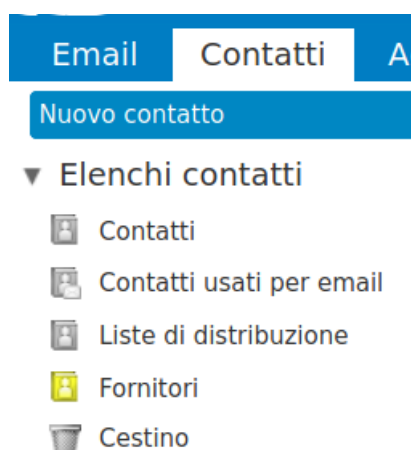 Email Contatti A
Nuovo contatto
Elenchi contatti
Contatti
Contatti usati per email
Liste di distribuzione
Fornitori
Cestino